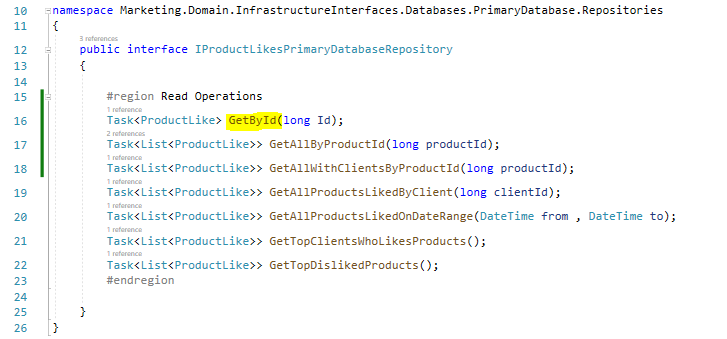 10 namespace Marketing.Domain.InfrastructureInterfaces.Databases.PrimaryDatabase.Repositories
11 {
3 references
12 public interface IProductLikesPrimaryDatabaseRepository
13 {
14
15 #region Read Operations
1 reference
16 Task<ProductLike> GetById(long Id);
2 references
17 Task<List<ProductLike>> GetAllByProductId(long productId);
1 reference
18 Task<List<ProductLike>> GetAllWithClientsByProductId(long productId);
1 reference
19 Task<List<ProductLike>> GetAllProductsLikedByClient(long clientId);
1 reference
20 Task<List<ProductLike>> GetAllProductsLikedOnDateRange(DateTime from , DateTime to);
1 reference
21 Task<List<ProductLike>> GetTopClientsWhoLikesProducts();
1 reference
22 Task<List<ProductLike>> GetTopDislikedProducts();
23 #endregion
24
25 }
26 }